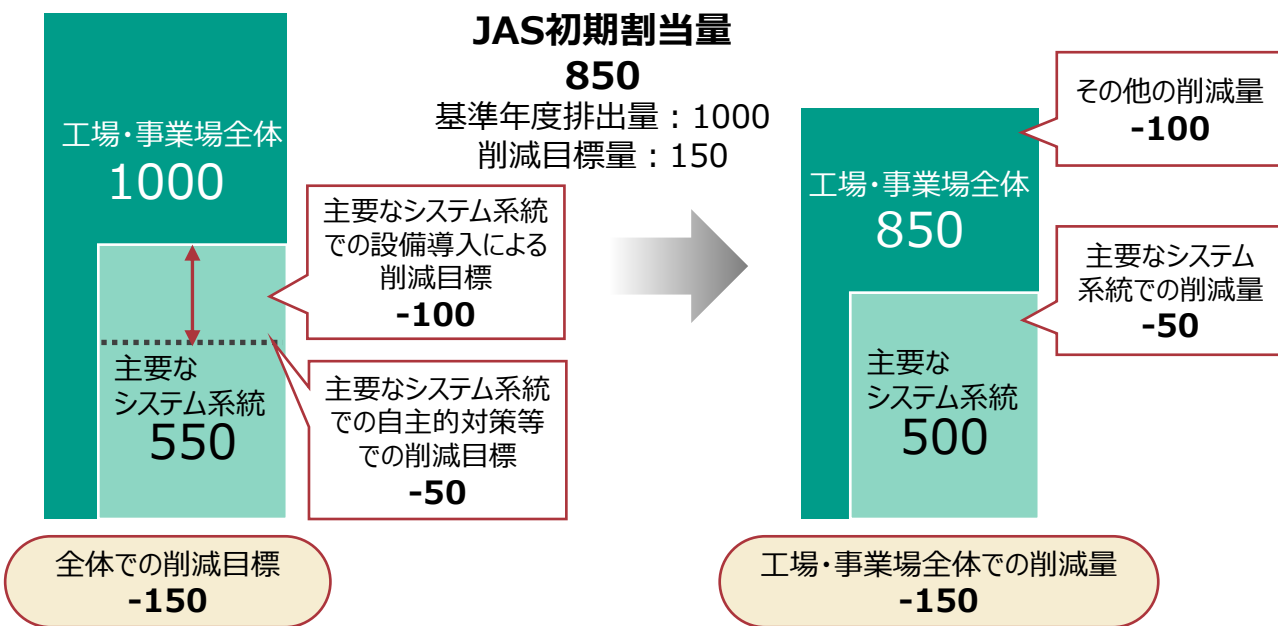 JAS初期割当量
850
基準年度排出量：1000
削減目標量：150
工場・事業場全体
1000
主要なシステム系統
での設備導入による
削減目標
-100
主要な
システム系統
550
主要なシステム系統
での自主的対策等
での削減目標
-50
全体での削減目標
-150
その他の削減量
-100
工場・事業場全体
850
主要なシステム
系統での削減量
-50
主要な
システム系統
500
工場・事業場全体での削減量
-150